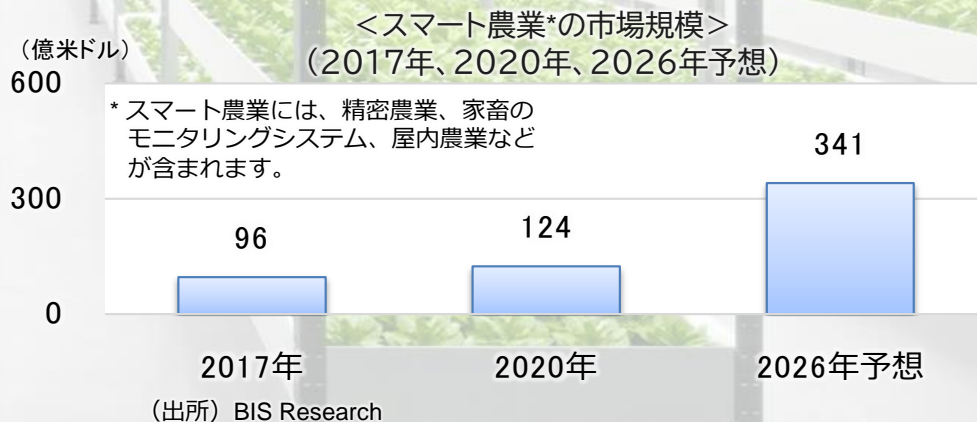 <スマート農業*の市場規模>
(2017年、2020年、2026年予想)
(億米ドル)
600
* スマート農業には、精密農業、家畜の
モニタリングシステム、屋内農業など
が含まれます。
341
300
96
124
0
2017年
2020年
2026年予想
(出所)BIS Research